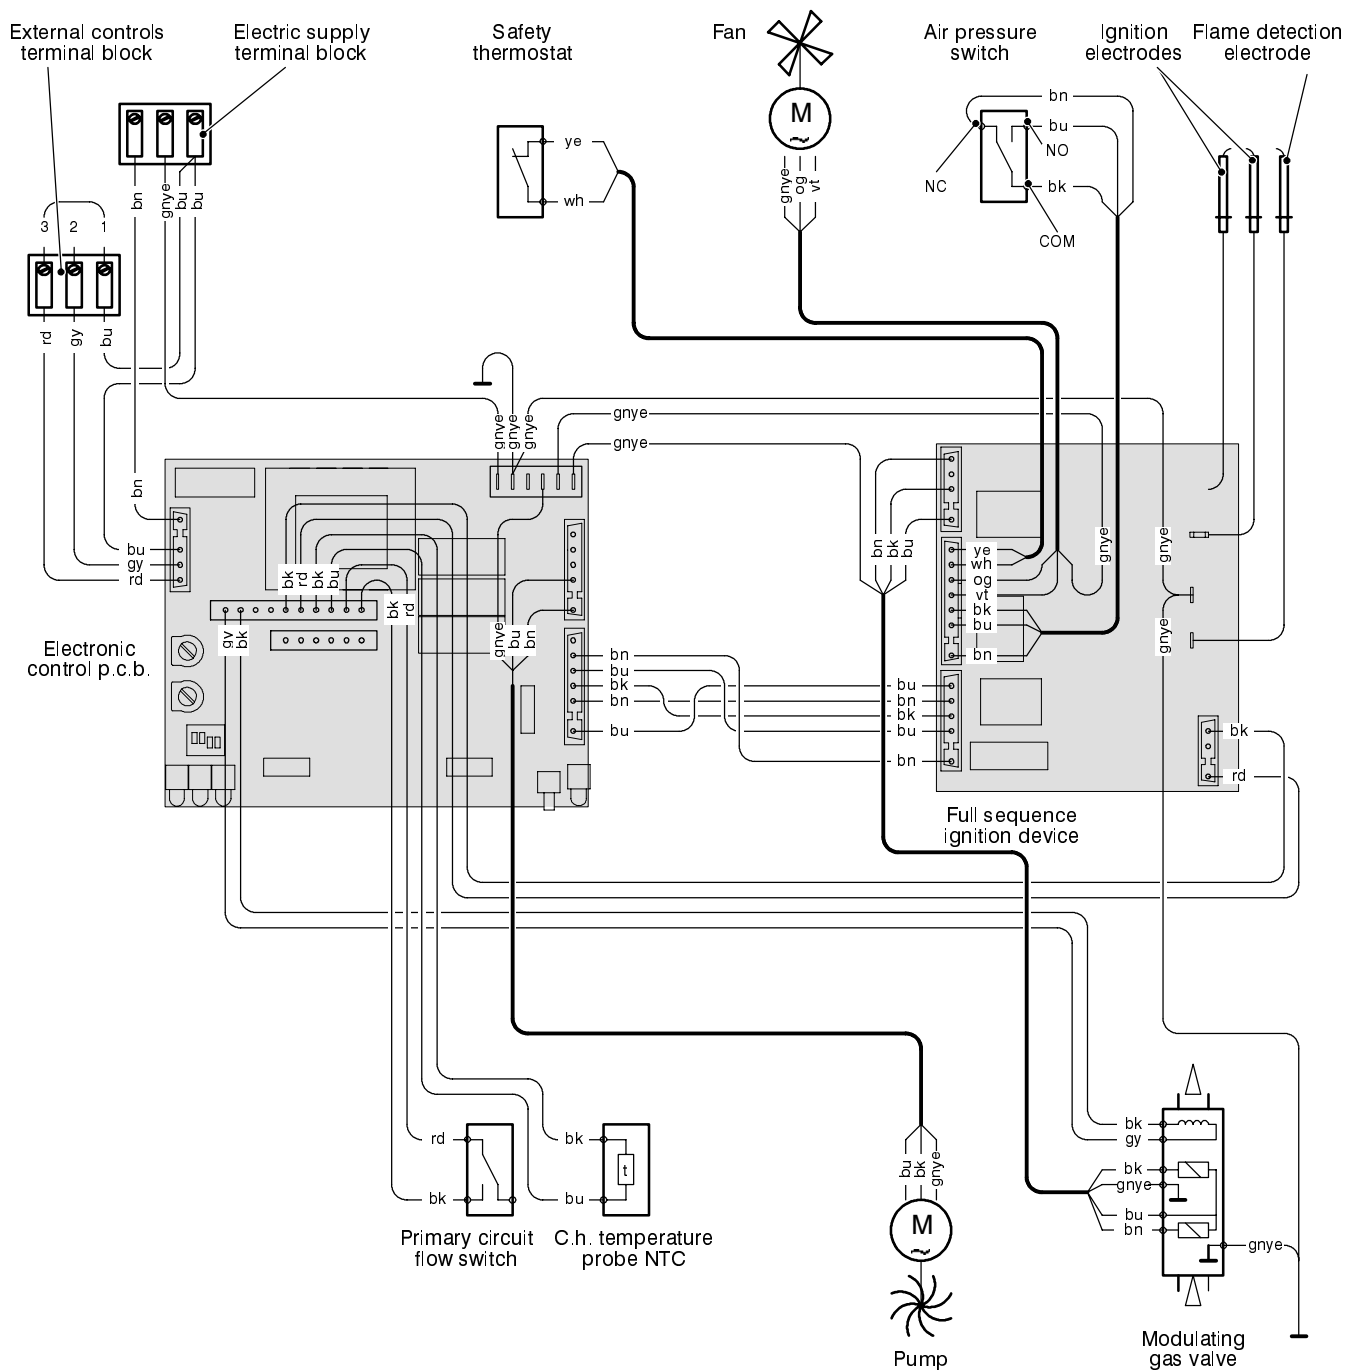 External controls
terminal block
Electric supply
terminal block
Safety
thermostat
Fan
Air pressure
switch
Ignition
electrodes
Flame detection
electrode
M
bn
bu
NO
NC
bk
COM
ye
wh
gnye
og
vt
bn
gnye
bu
bu
3
2
1
rd
gy
bu
gnye
gnye
gnye
gnye
gnye
bn
bu
gy
rd
bk
rd
bk
bu
bk
rd
gy
bk
gnye
bu
bn
bn
bk
bu
ye
wh
og
vt
bk
bu
bn
gnye
gnye
gnye
Electronic
control p.c.b.
bn
bu
bk
bn
bu
bu
bn
bk
bu
bn
bk
rd
Full sequence
ignition device
rd
bk
bk
bu
t
Primary circuit
flow switch
C.h. temperature
probe NTC
bu
bk
gnye
M
Pump
bk
gy
bk
gnye
bu
bn
gnye
Modulating
gas valve